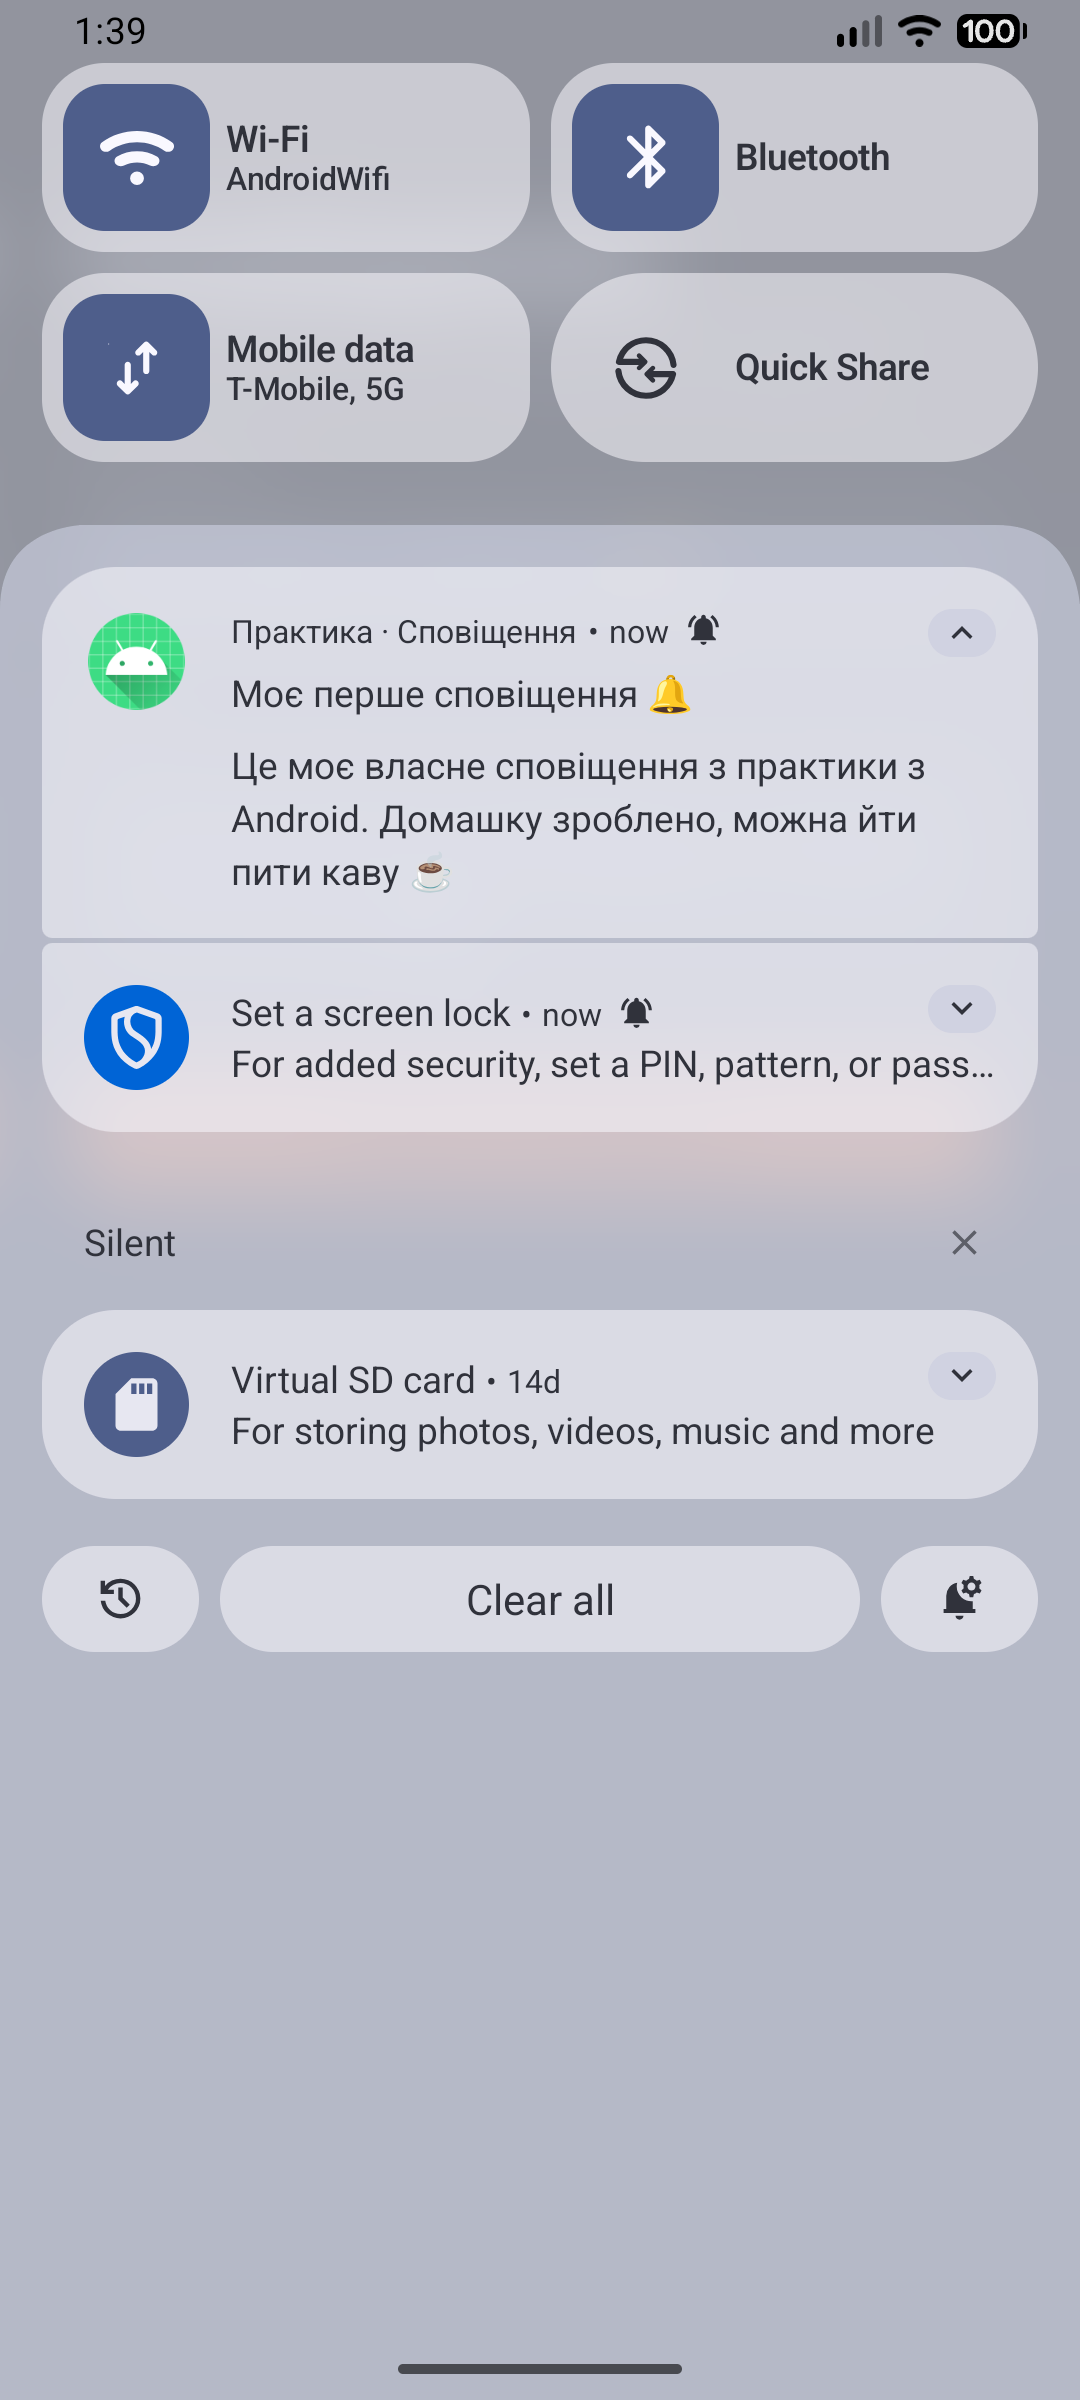 1:39
100
Wi-Fi
AndroidWifi
Bluetooth
Mobile data
T-Mobile, 5G
Quick Share
Практика · Сповіщення • now
Моє перше сповіщення 🔔
Це моє власне сповіщення з практики з
Android. Домашку зроблено, можна йти
пити каву ☕
Set a screen lock • now
For added security, set a PIN, pattern, or pass…
Silent
Virtual SD card • 14d
For storing photos, videos, music and more
Clear all